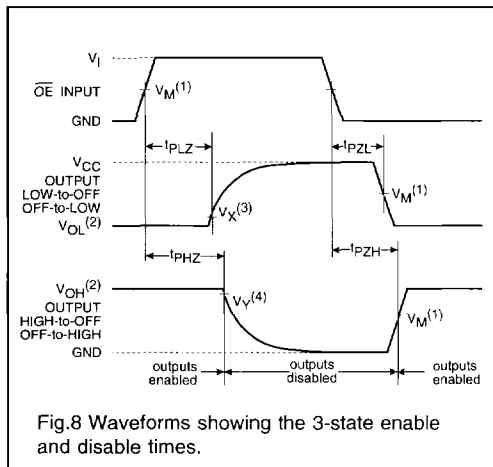 V_I
OE INPUT
V_M(1)
GND
t_PLZ
t_PZL
V_CC
OUTPUT
LOW-to-OFF
OFF-to-LOW
V_OL(2)
V_X(3)
V_M(1)
t_PHZ
t_PZH
V_OH(2)
OUTPUT
HIGH-to-OFF
OFF-to-HIGH
GND
V_Y(4)
V_M(1)
outputs
enabled
outputs
disabled
outputs
enabled
Fig.8 Waveforms showing the 3-state enable
and disable times.